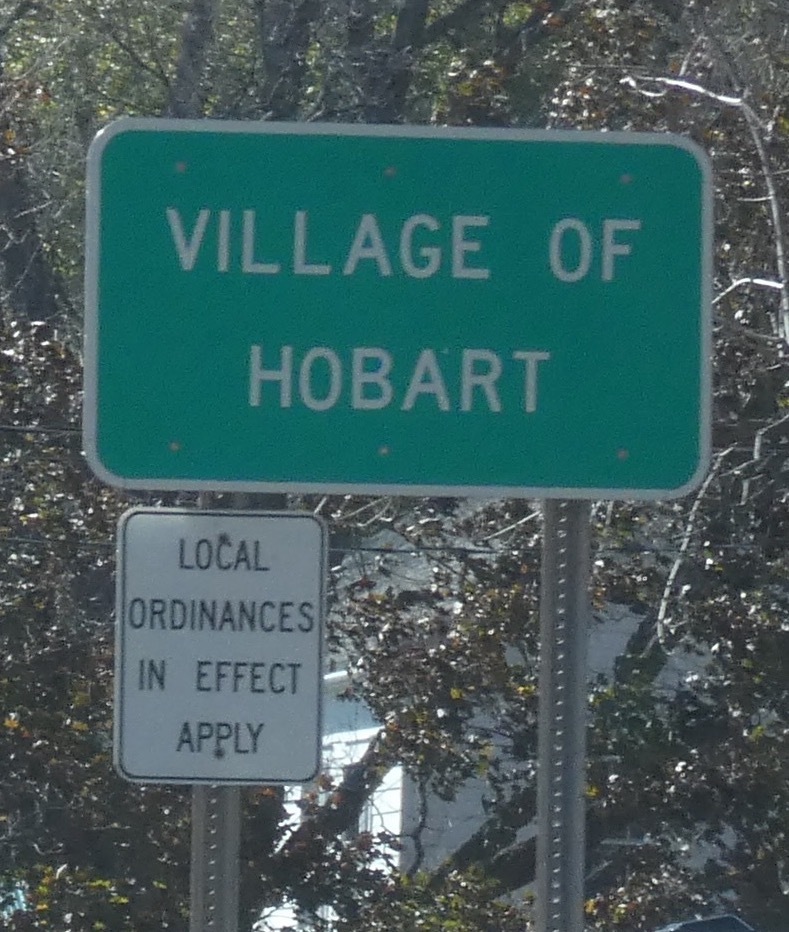 VILLAGE OF
HOBART
LOCAL
ORDINANCES
IN EFFECT
APPLY